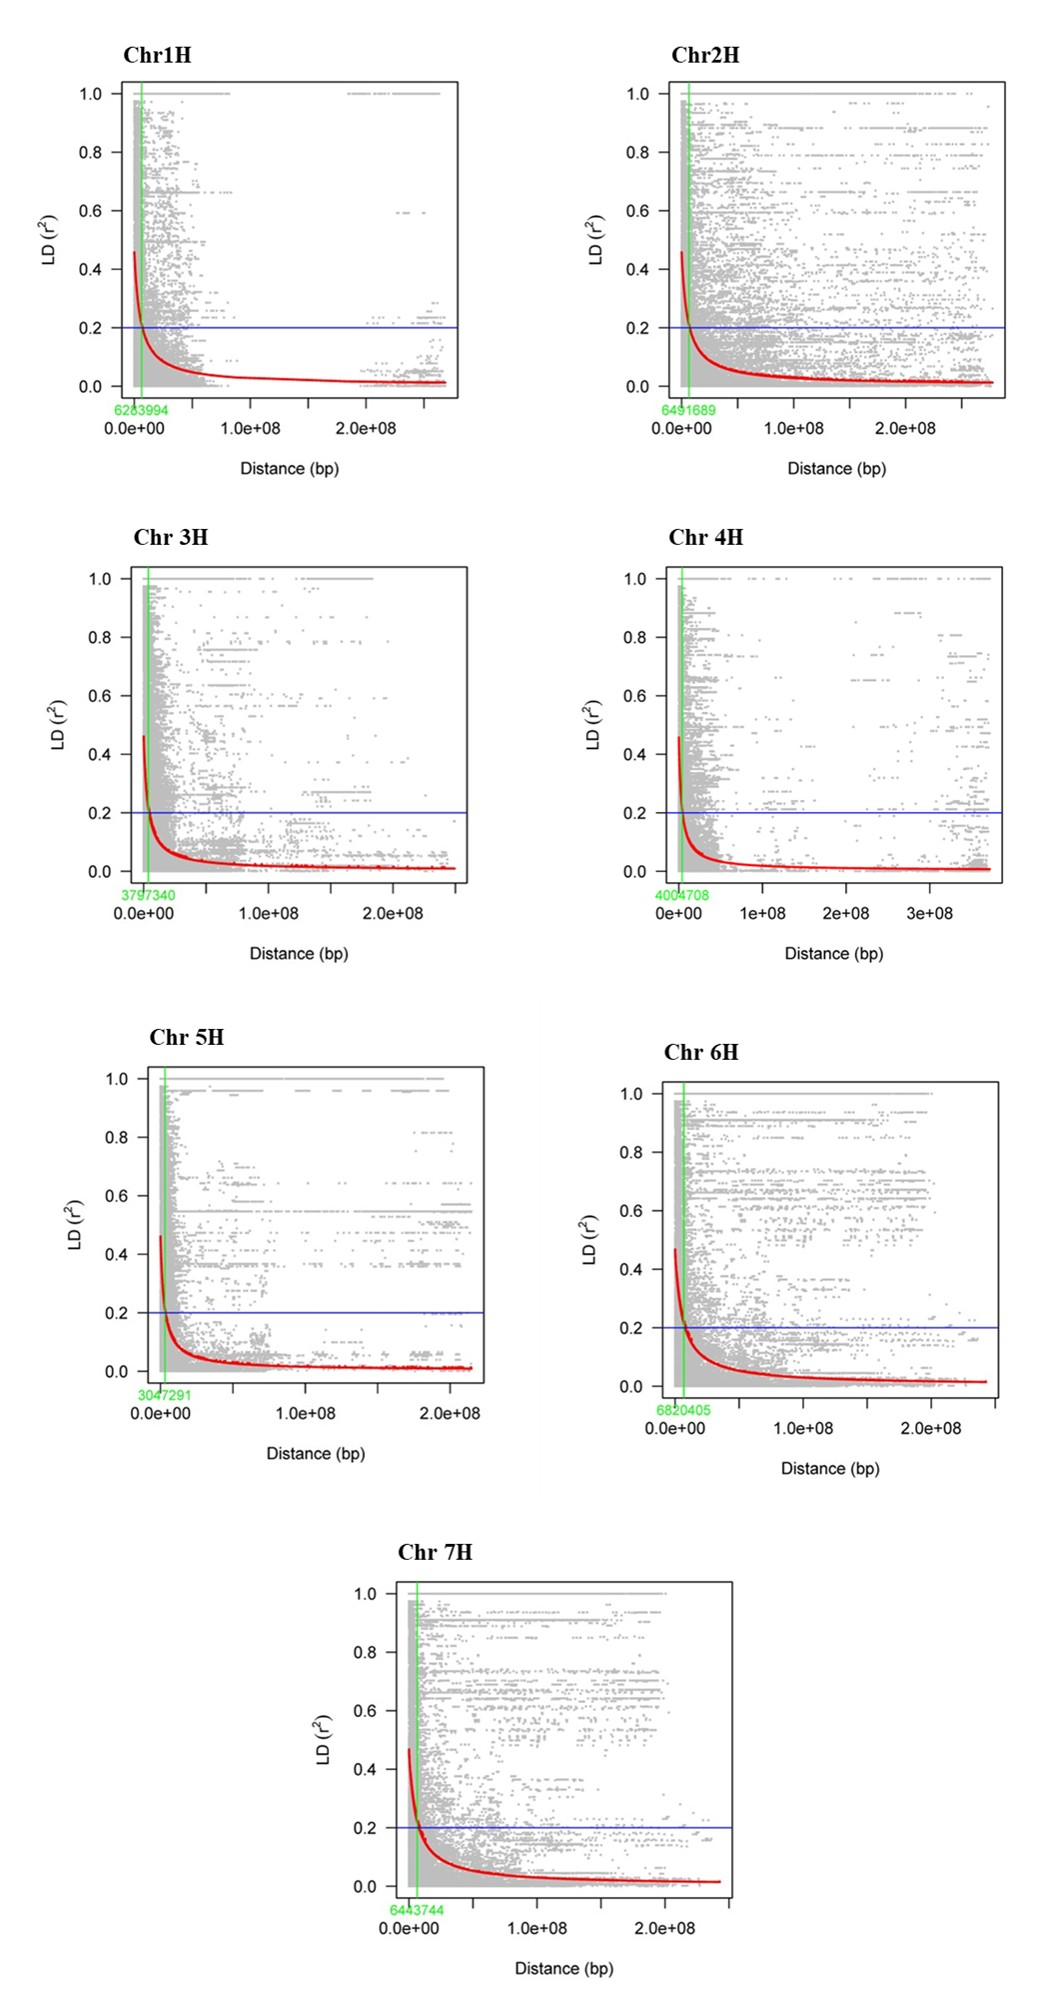 Chr1H
1.0
0.8
0.6
0.4
0.2
0.0
LD (r2)
6283994
0.0e+00 1.0e+08 2.0e+08
Distance (bp)
Chr2H
1.0
0.8
0.6
0.4
0.2
0.0
LD (r2)
6491689
0.0e+00 1.0e+08 2.0e+08
Distance (bp)
Chr 3H
1.0
0.8
0.6
0.4
0.2
0.0
LD (r2)
3797340
0.0e+00 1.0e+08 2.0e+08
Distance (bp)
Chr 4H
1.0
0.8
0.6
0.4
0.2
0.0
LD (r2)
4004708
0e+00 1e+08 2e+08 3e+08
Distance (bp)
Chr 5H
1.0
0.8
0.6
0.4
0.2
0.0
LD (r2)
3047291
0.0e+00 1.0e+08 2.0e+08
Distance (bp)
Chr 6H
1.0
0.8
0.6
0.4
0.2
0.0
LD (r2)
6820405
0.0e+00 1.0e+08 2.0e+08
Distance (bp)
Chr 7H
1.0
0.8
0.6
0.4
0.2
0.0
LD (r2)
6443744
0.0e+00 1.0e+08 2.0e+08
Distance (bp)